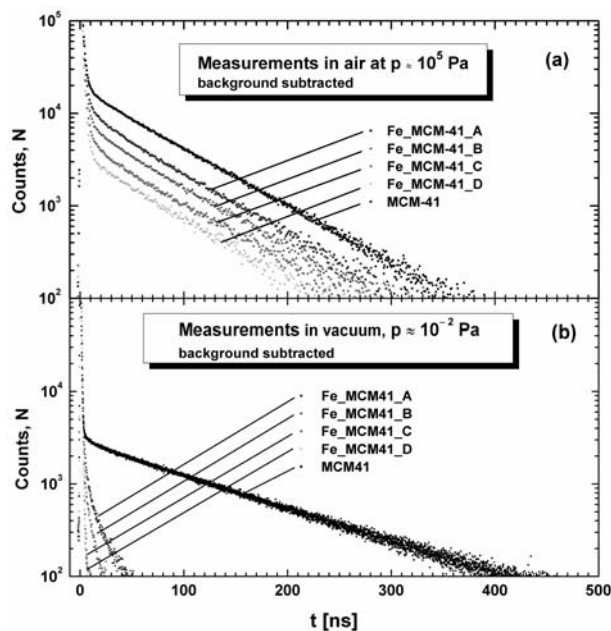 10⁵
Measurements in air at p ≈ 10⁵ Pa
background subtracted
(a)
10⁴
Fe_MCM-41_A
Fe_MCM-41_B
Fe_MCM-41_C
Fe_MCM-41_D
MCM-41
Counts, N
10³
10²
Measurements in vacuum, p ≈ 10⁻² Pa
background subtracted
(b)
10⁴
Fe_MCM41_A
Fe_MCM41_B
Fe_MCM41_C
Fe_MCM41_D
MCM41
Counts, N
10³
10²
0 100 200 300 400 500
t [ns]